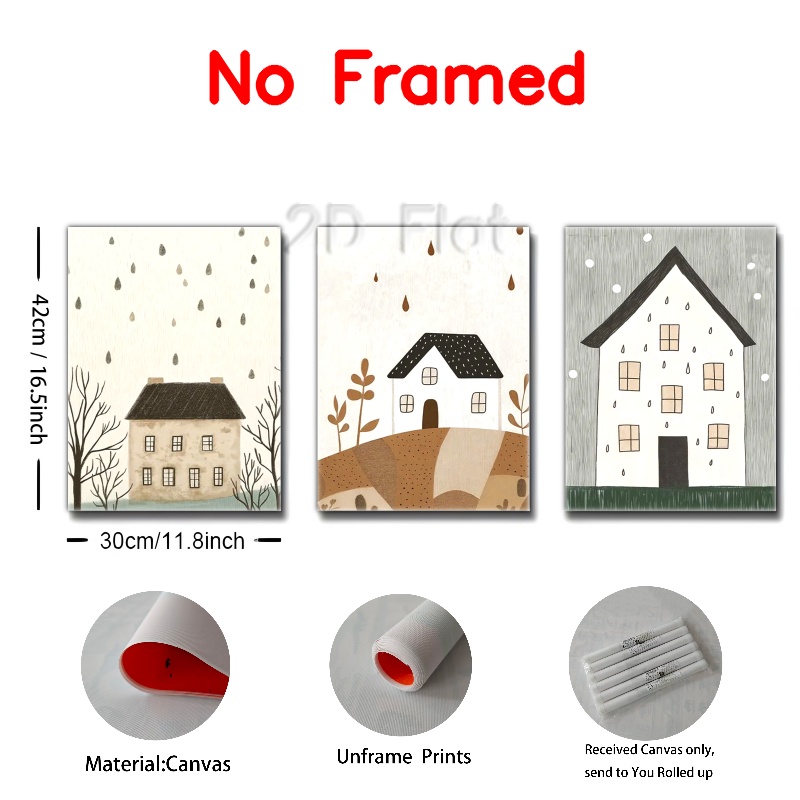 No Framed
2D Flat
42cm / 16.5inch
30cm/11.8inch
Material:Canvas
Unframe Prints
Received Canvas only,
send to You Rolled up